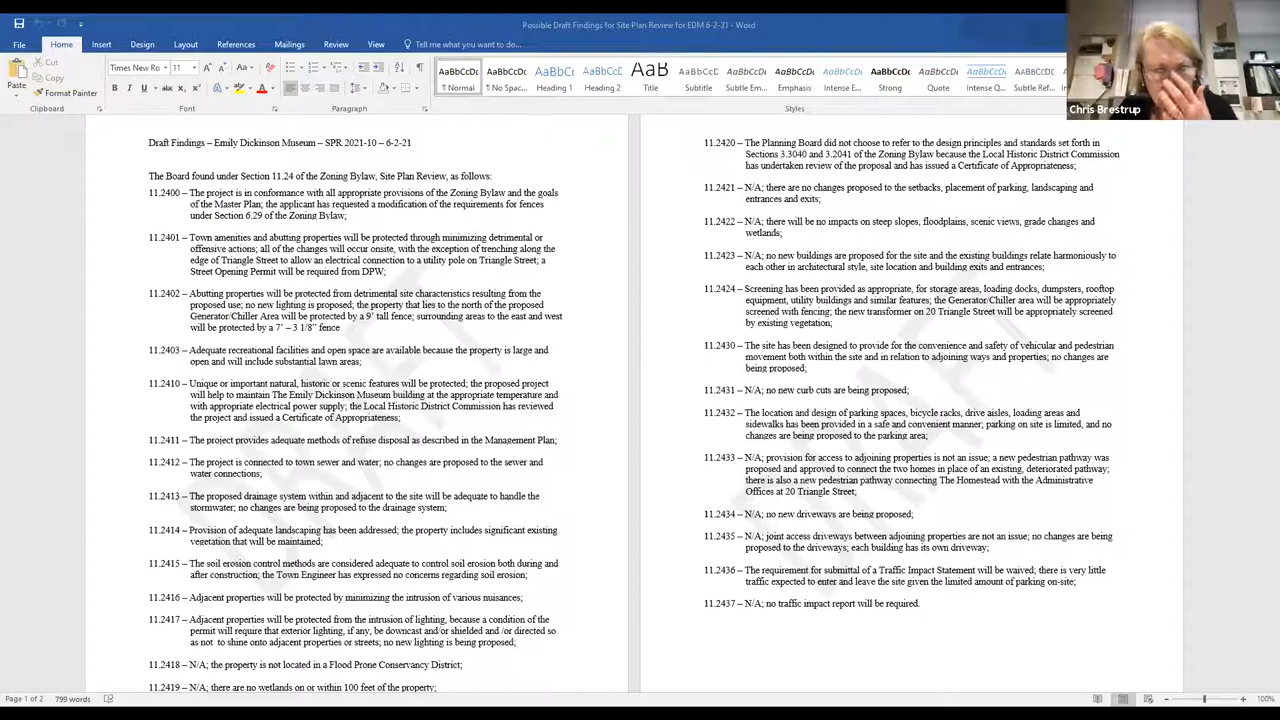 Possible Draft Findings for Site Plan Review for EDM 6-2-21 - Word
File Home Insert Design Layout References Mailings Review View Tell me what you want to do...
Cut
Copy
Format Painter
Paste
Clipboard
Times New Ro 11
Font
Paragraph
AaBbCcDc AaBbCcDc AaBbCc AaBbCcD AaB AaBbCcD AaBbCcDc AaBbCcDc AaBbCcDc AaBbCcDc AaBbCcDc AaBbCcDc
¶ Normal ¶ No Spac... Heading 1 Heading 2 Title Subtitle Subtle Em... Emphasis Intense E... Strong Quote Intense Q... Subtle Ref...
Styles
Chris Brestrup
Draft Findings – Emily Dickinson Museum – SPR 2021-10 – 6-2-21
The Board found under Section 11.24 of the Zoning Bylaw, Site Plan Review, as follows:
11.2400 – The project is in conformance with all appropriate provisions of the Zoning Bylaw and the goals
of the Master Plan; the applicant has requested a modification of the requirements for fences
under Section 6.29 of the Zoning Bylaw;
11.2401 – Town amenities and abutting properties will be protected through minimizing detrimental or
offensive actions; all of the changes will occur onsite, with the exception of trenching along the
edge of Triangle Street to allow an electrical connection to a utility pole on Triangle Street; a
Street Opening Permit will be required from DPW;
11.2402 – Abutting properties will be protected from detrimental site characteristics resulting from the
proposed use; no new lighting is proposed; the property that lies to the north of the proposed
Generator/Chiller Area will be protected by a 9’ tall fence; surrounding areas to the east and west
will be protected by a 7’ – 3 1/8” fence
11.2403 – Adequate recreational facilities and open space are available because the property is large and
open and will include substantial lawn areas;
11.2410 – Unique or important natural, historic or scenic features will be protected; the proposed project
will help to maintain The Emily Dickinson Museum building at the appropriate temperature and
with appropriate electrical power supply; the Local Historic District Commission has reviewed
the project and issued a Certificate of Appropriateness;
11.2411 – The project provides adequate methods of refuse disposal as described in the Management Plan;
11.2412 – The project is connected to town sewer and water; no changes are proposed to the sewer and
water connections;
11.2413 – The proposed drainage system within and adjacent to the site will be adequate to handle the
stormwater; no changes are being proposed to the drainage system;
11.2414 – Provision of adequate landscaping has been addressed; the property includes significant existing
vegetation that will be maintained;
11.2415 – The soil erosion control methods are considered adequate to control soil erosion both during and
after construction; the Town Engineer has expressed no concerns regarding soil erosion;
11.2416 – Adjacent properties will be protected by minimizing the intrusion of various nuisances;
11.2417 – Adjacent properties will be protected from the intrusion of lighting, because a condition of the
permit will require that exterior lighting, if any, be downcast and/or shielded and /or directed so
as not to shine onto adjacent properties or streets; no new lighting is being proposed;
11.2418 – N/A; the property is not located in a Flood Prone Conservancy District;
11.2419 – N/A; there are no wetlands on or within 100 feet of the property;
11.2420 – The Planning Board did not choose to refer to the design principles and standards set forth in
Sections 3.3040 and 3.2041 of the Zoning Bylaw because the Local Historic District Commission
has undertaken review of the proposal and has issued a Certificate of Appropriateness;
11.2421 – N/A; there are no changes proposed to the setbacks, placement of parking, landscaping and
entrances and exits;
11.2422 – N/A; there will be no impacts on steep slopes, floodplains, scenic views, grade changes and
wetlands;
11.2423 – N/A; no new buildings are proposed for the site and the existing buildings relate harmoniously to
each other in architectural style, site location and building exits and entrances;
11.2424 – Screening has been provided as appropriate, for storage areas, loading docks, dumpsters, rooftop
equipment, utility buildings and similar features; the Generator/Chiller area will be appropriately
screened with fencing; the new transformer on 20 Triangle Street will be appropriately screened
by existing vegetation;
11.2430 – The site has been designed to provide for the convenience and safety of vehicular and pedestrian
movement both within the site and in relation to adjoining ways and properties; no changes are
being proposed;
11.2431 – N/A; no new curb cuts are being proposed;
11.2432 – The location and design of parking spaces, bicycle racks, drive aisles, loading areas and
sidewalks has been provided in a safe and convenient manner; parking on site is limited, and no
changes are being proposed to the parking area;
11.2433 – N/A; provision for access to adjoining properties is not an issue; a new pedestrian pathway was
proposed and approved to connect the two homes in place of an existing, deteriorated pathway;
there is also a new pedestrian pathway connecting The Homestead with the Administrative
Offices at 20 Triangle Street;
11.2434 – N/A; no new driveways are being proposed;
11.2435 – N/A; joint access driveways between adjoining properties are not an issue; no changes are being
proposed to the driveways, each building has its own driveway;
11.2436 – The requirement for submittal of a Traffic Impact Statement will be waived; there is very little
traffic expected to enter and leave the site given the limited amount of parking on-site;
11.2437 – N/A; no traffic impact report will be required.
DRAFT
DRAFT
Page 1 of 2 799 words
100%